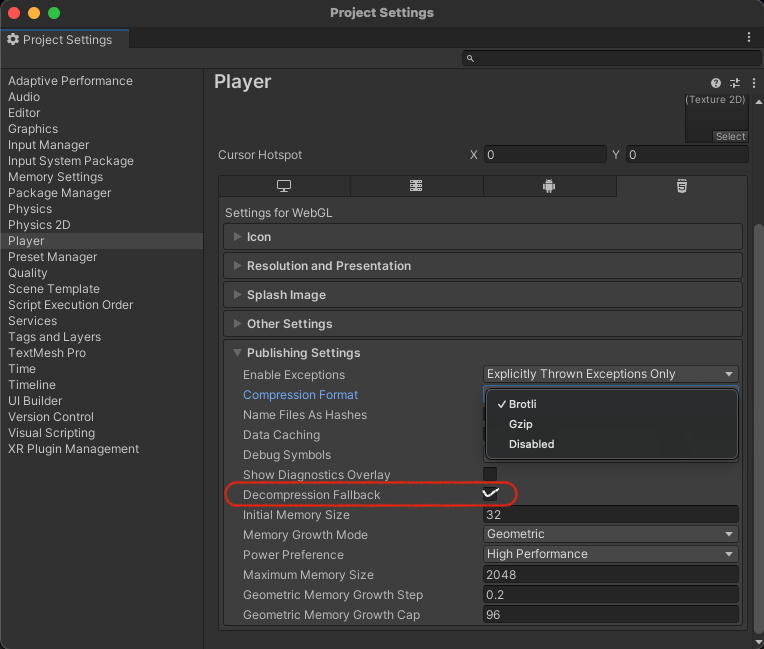 Project Settings
Project Settings
Adaptive Performance
Audio
Editor
Graphics
Input Manager
Input System Package
Memory Settings
Package Manager
Physics
Physics 2D
Player
Preset Manager
Quality
Scene Template
Script Execution Order
Services
Tags and Layers
TextMesh Pro
Time
Timeline
UI Builder
Version Control
Visual Scripting
XR Plugin Management
Player
(Texture 2D)
Select
Cursor Hotspot X 0 Y 0
Settings for WebGL
Icon
Resolution and Presentation
Splash Image
Other Settings
Publishing Settings
Enable Exceptions Explicitly Thrown Exceptions Only
Compression Format
Brotli
Name Files As Hashes
Gzip
Data Caching
Disabled
Debug Symbols
Show Diagnostics Overlay
Decompression Fallback
Initial Memory Size 32
Memory Growth Mode Geometric
Power Preference High Performance
Maximum Memory Size 2048
Geometric Memory Growth Step 0.2
Geometric Memory Growth Cap 96